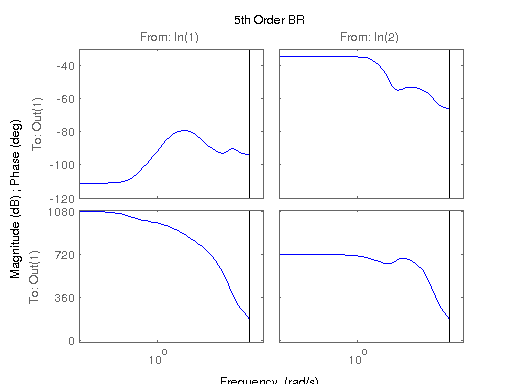 5th Order BR
From: In(1)
From: In(2)
Magnitude (dB) ; Phase (deg)
To: Out(1)
-40
-60
-80
-100
-120
To: Out(1)
1080
720
360
0
10^0
10^0
Frequency (rad/s)